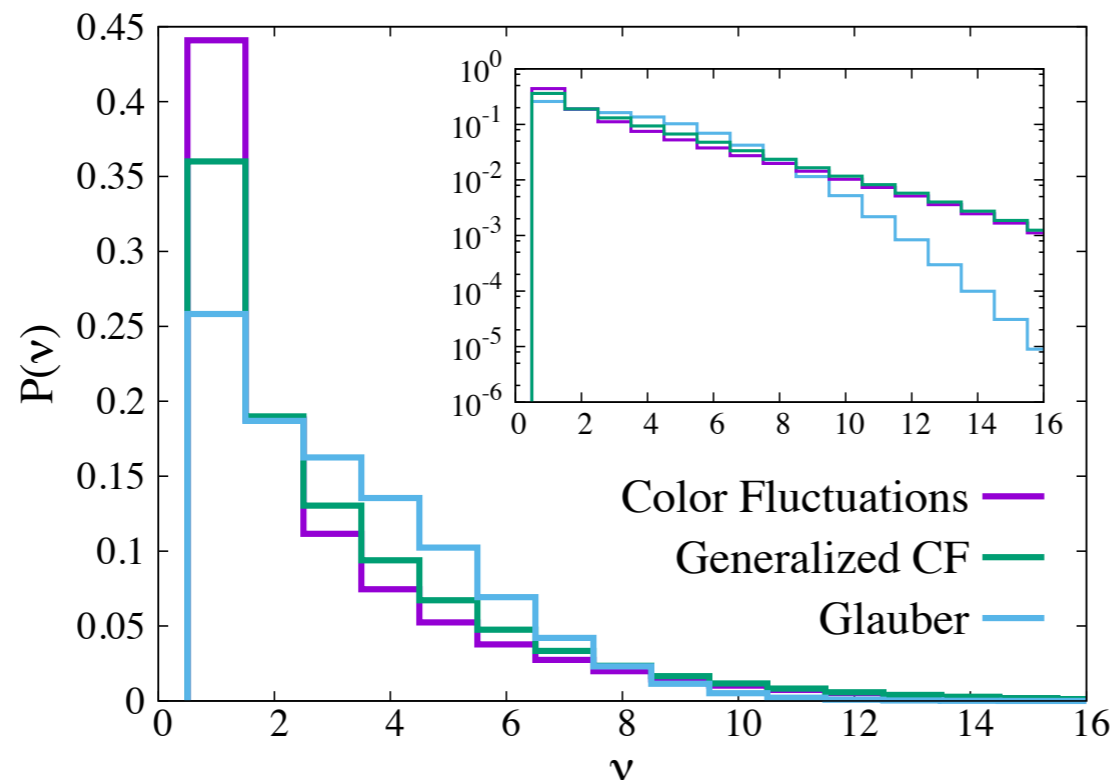 0.45
0.4
0.35
0.3
0.25
0.2
0.15
0.1
0.05
0
P(ν)
0 2 4 6 8 10 12 14 16
ν
10^0
10^-1
10^-2
10^-3
10^-4
10^-5
10^-6
0 2 4 6 8 10 12 14 16
Color Fluctuations
Generalized CF
Glauber